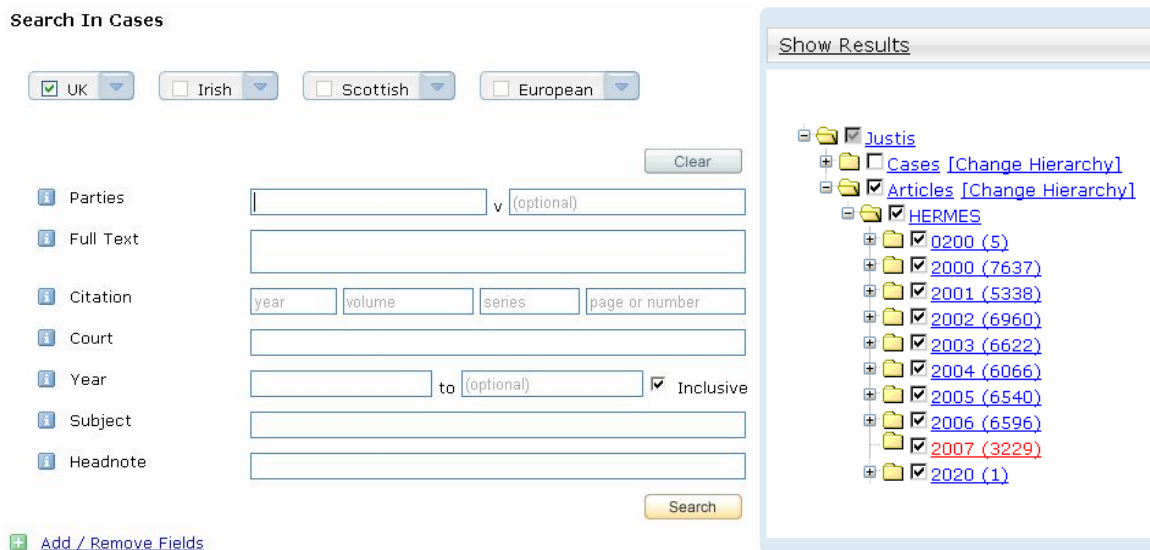 Search In Cases
UK
Irish
Scottish
European
Clear
Parties
v (optional)
Full Text
Citation
year volume series page or number
Court
Year
to (optional) Inclusive
Subject
Headnote
Search
Add / Remove Fields
Show Results
Justis
Cases [Change Hierarchy]
Articles [Change Hierarchy]
HERMES
0200 (5)
2000 (7637)
2001 (5338)
2002 (6960)
2003 (6622)
2004 (6066)
2005 (6540)
2006 (6596)
2007 (3229)
2020 (1)